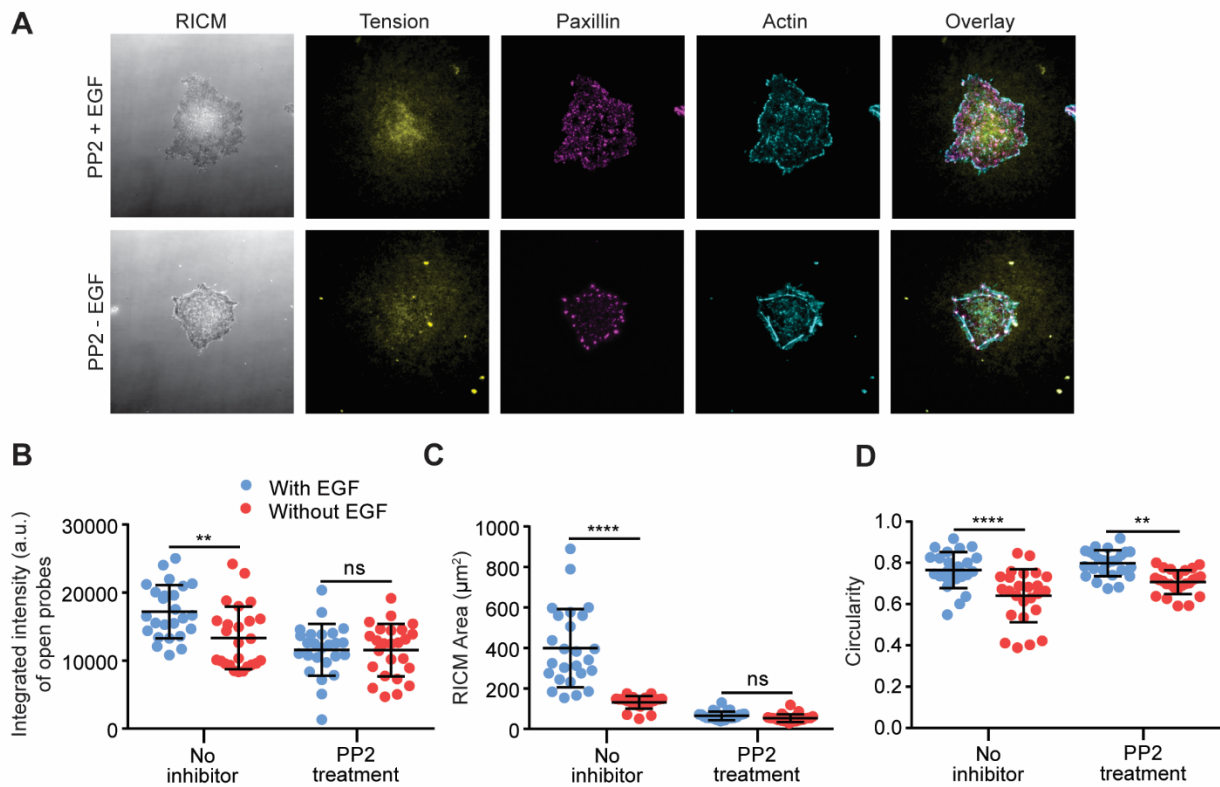 A
RICM
Tension
Paxillin
Actin
Overlay
PP2 + EGF
PP2 - EGF
B
With EGF
Without EGF
Integrated intensity (a.u.)
of open probes
30000
20000
10000
0
**
ns
No
inhibitor
PP2
treatment
C
RICM Area (µm²)
1000
800
600
400
200
0
****
ns
No
inhibitor
PP2
treatment
D
Circularity
1.0
0.8
0.6
0.4
0.2
0.0
****
**
No
inhibitor
PP2
treatment